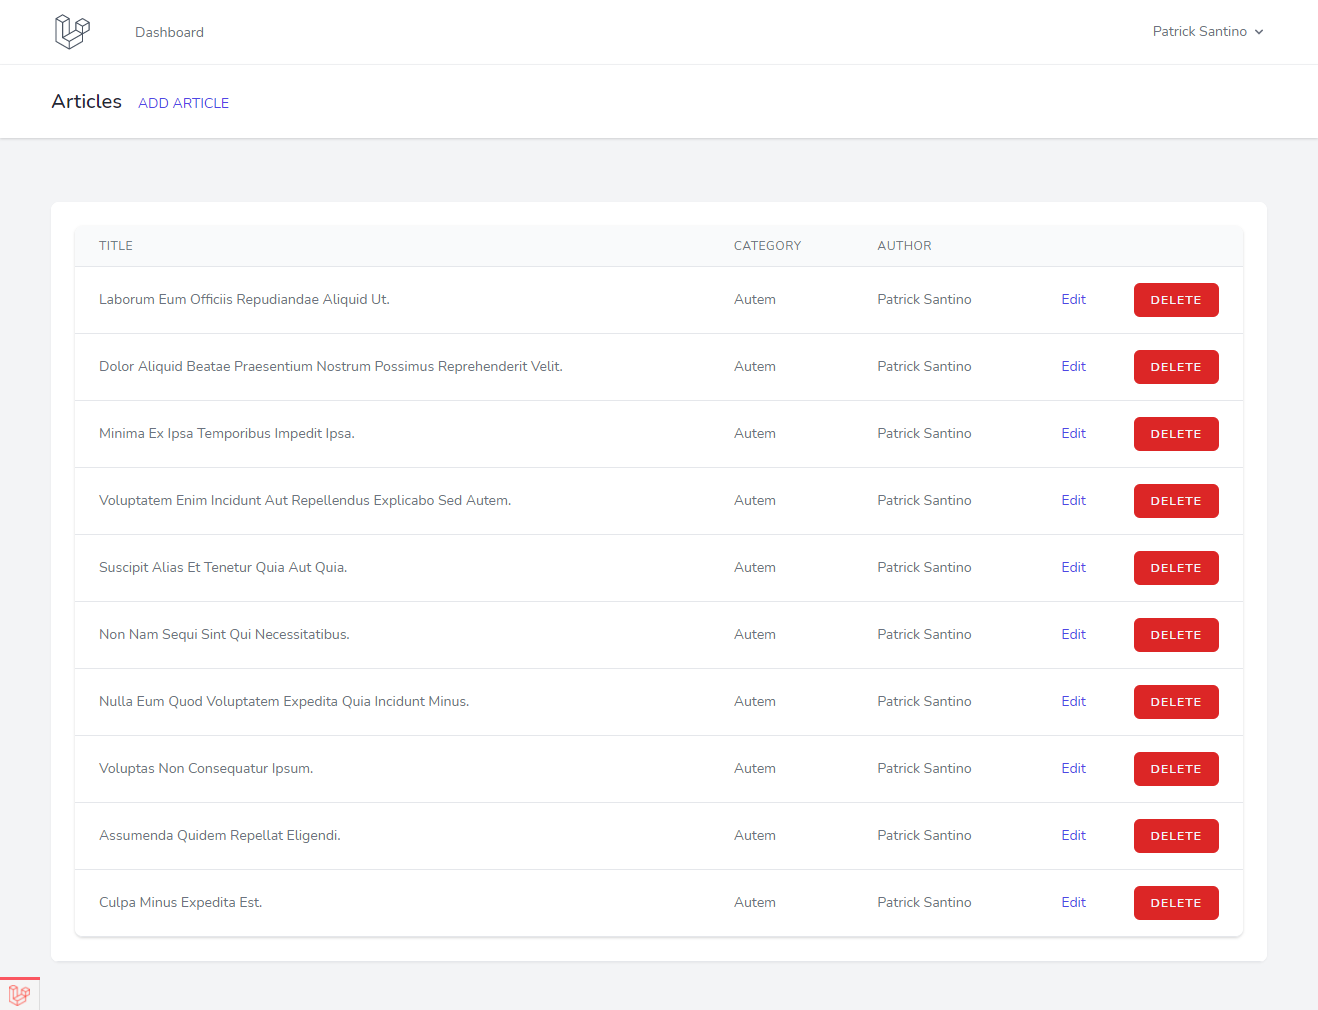 Dashboard Patrick Santino
Articles ADD ARTICLE
TITLE CATEGORY AUTHOR
Laborum Eum Officiis Repudiandae Aliquid Ut. Autem Patrick Santino Edit DELETE
Dolor Aliquid Beatae Praesentium Nostrum Possimus Reprehenderit Velit. Autem Patrick Santino Edit DELETE
Minima Ex Ipsa Temporibus Impedit Ipsa. Autem Patrick Santino Edit DELETE
Voluptatem Enim Incidunt Aut Repellendus Explicabo Sed Autem. Autem Patrick Santino Edit DELETE
Suscipit Alias Et Tenetur Quia Aut Quia. Autem Patrick Santino Edit DELETE
Non Nam Sequi Sint Qui Necessitatibus. Autem Patrick Santino Edit DELETE
Nulla Eum Quod Voluptatem Expedita Quia Incidunt Minus. Autem Patrick Santino Edit DELETE
Voluptas Non Consequatur Ipsum. Autem Patrick Santino Edit DELETE
Assumenda Quidem Repellat Eligendi. Autem Patrick Santino Edit DELETE
Culpa Minus Expedita Est. Autem Patrick Santino Edit DELETE